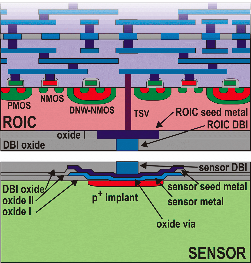 PMOS
NMOS
DNW-NMOS
TSV
ROIC
ROIC seed metal
oxide I
ROIC DBI
DBI oxide
sensor DBI
DBI oxide
sensor seed metal
oxide II
oxide I
sensor metal
p+ implant
oxide via
SENSOR